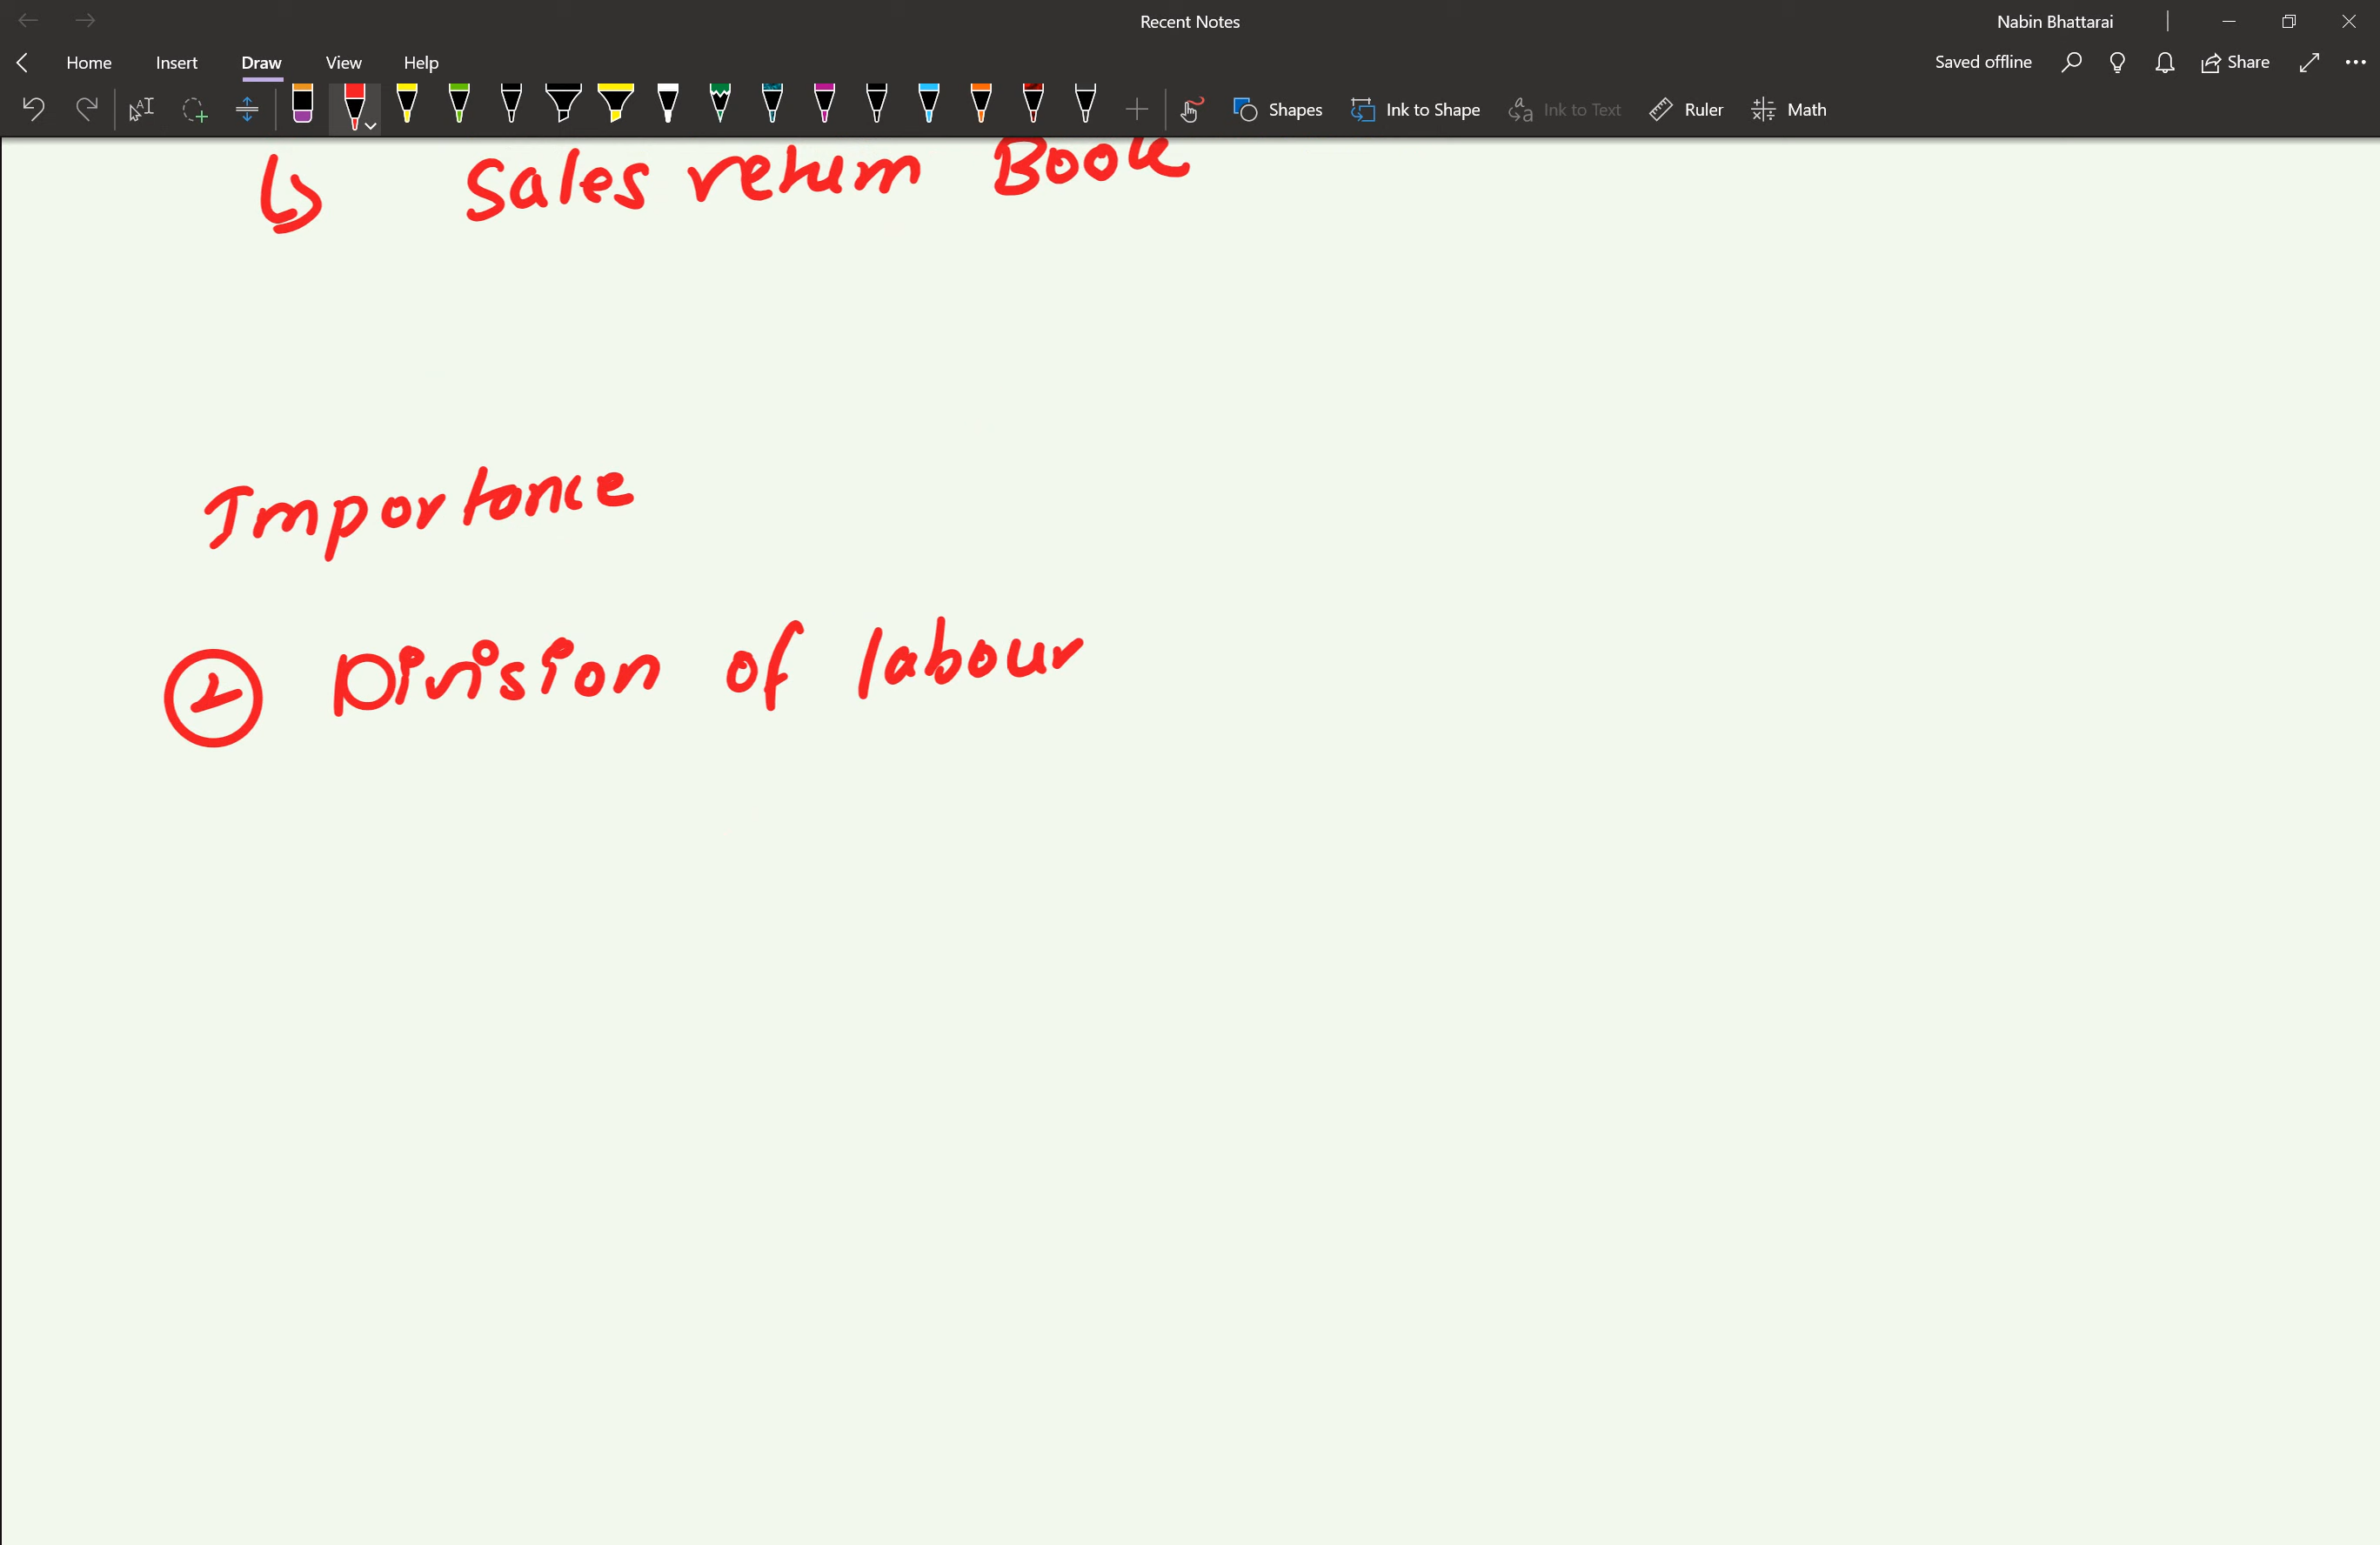 Recent Notes
Nabin Bhattarai
Home Insert Draw View Help
Saved offline Share
Shapes Ink to Shape Ink to Text Ruler Math
Sales return Book
Importance
Division of labour